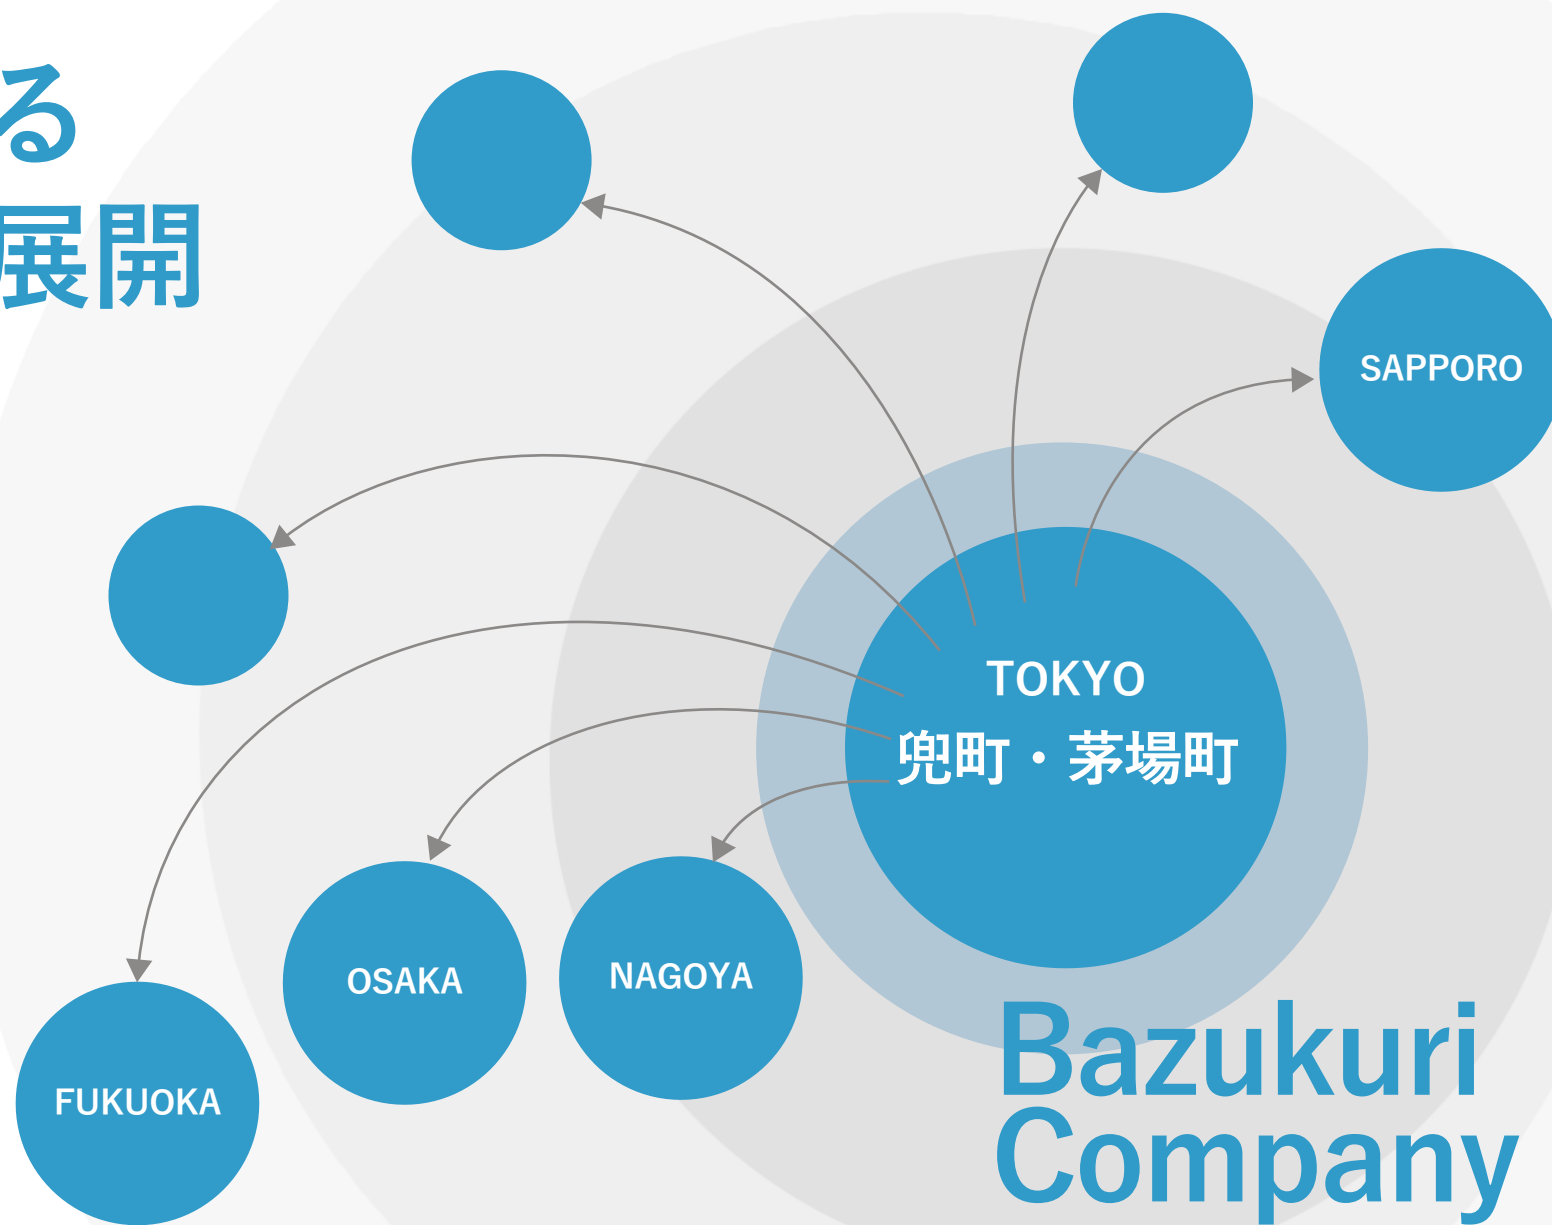 る
展開
SAPPORO
TOKYO
兜町・茅場町
OSAKA
NAGOYA
FUKUOKA
Bazukuri
Company